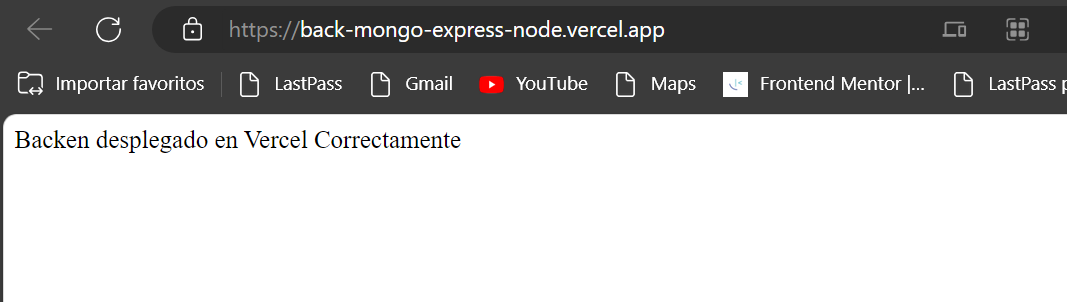 https://back-mongo-express-node.vercel.app
Importar favoritos LastPass Gmail YouTube Maps Frontend Mentor |... LastPass p
Backen desplegado en Vercel Correctamente